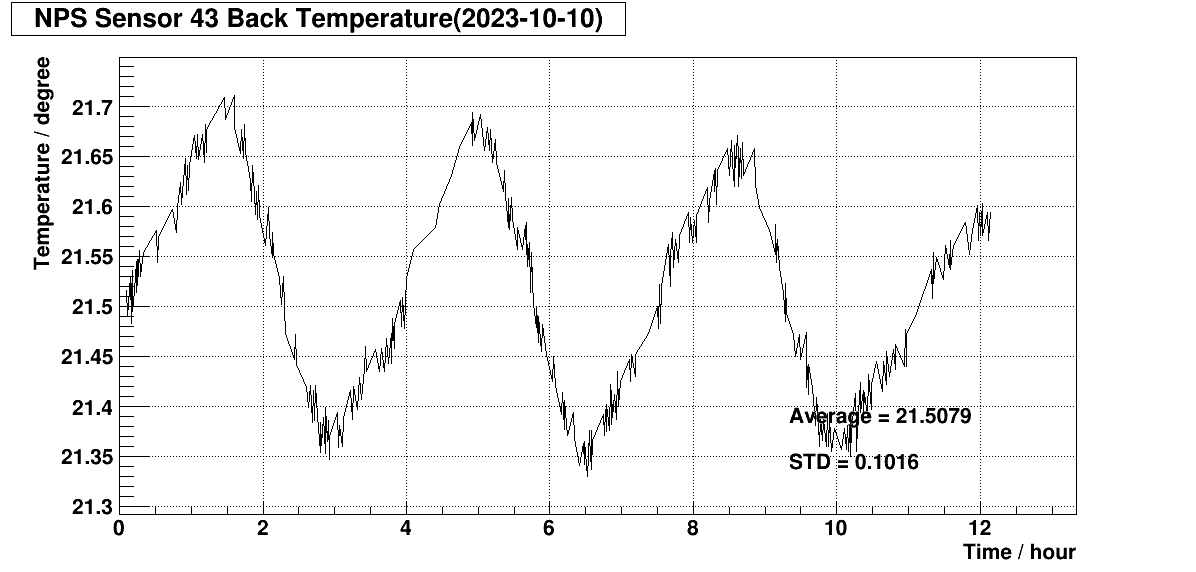 NPS Sensor 43 Back Temperature(2023-10-10)
Temperature / degree
21.7
21.65
21.6
21.55
21.5
21.45
21.4
21.35
21.3
Average = 21.5079
STD = 0.1016
0 2 4 6 8 10 12
Time / hour